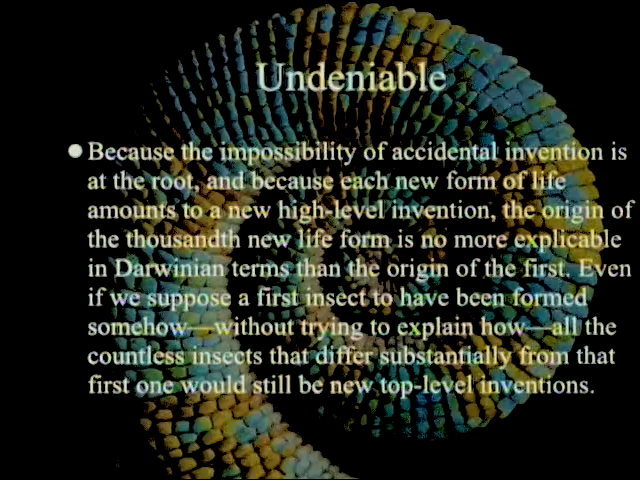 Undeniable
● Because the impossibility of accidental invention is
at the root, and because each new form of life
amounts to a new high-level invention, the origin of
the thousandth new life form is no more explicable
in Darwinian terms than the origin of the first. Even
if we suppose a first insect to have been formed
somehow—without trying to explain how—all the
countless insects that differ substantially from that
first one would still be new top-level inventions.